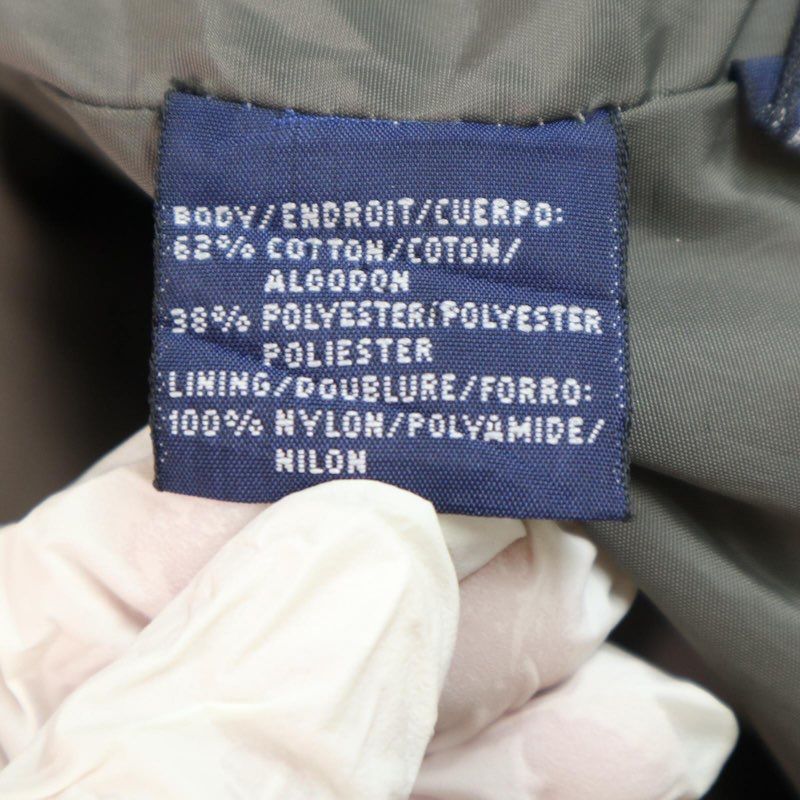 BODY/ENDROIT/CUERPO:
62% COTTON/COTON/
ALGODON
38% POLYESTER/POLYESTER
POLIESTER
LINING/DOUBLURE/FORRO:
100% NYLON/POLYAMIDE/
NILON